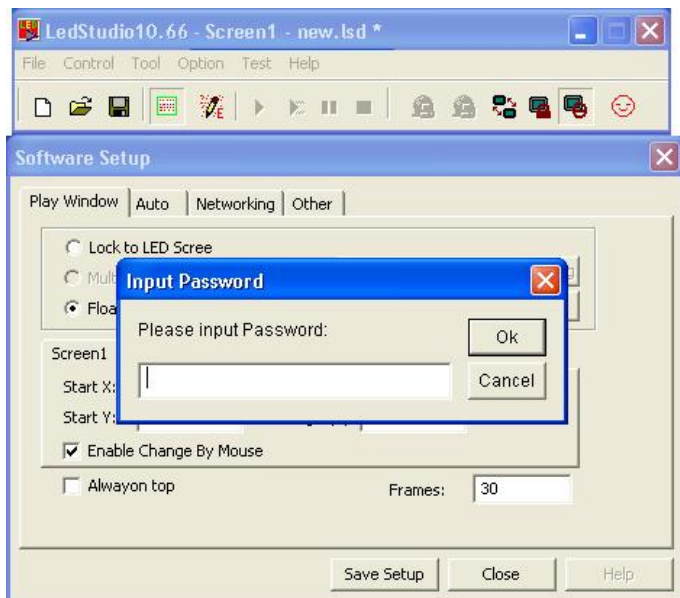 LedStudio10.66 - Screen1 - new.lsd *
File Control Tool Option Test Help
Software Setup
Play Window Auto Networking Other
Lock to LED Scree
Input Password
Please input Password:
Ok
Cancel
Screen1
Start X:
Start Y:
Enable Change By Mouse
Alwayon top
Frames: 30
Save Setup Close Help